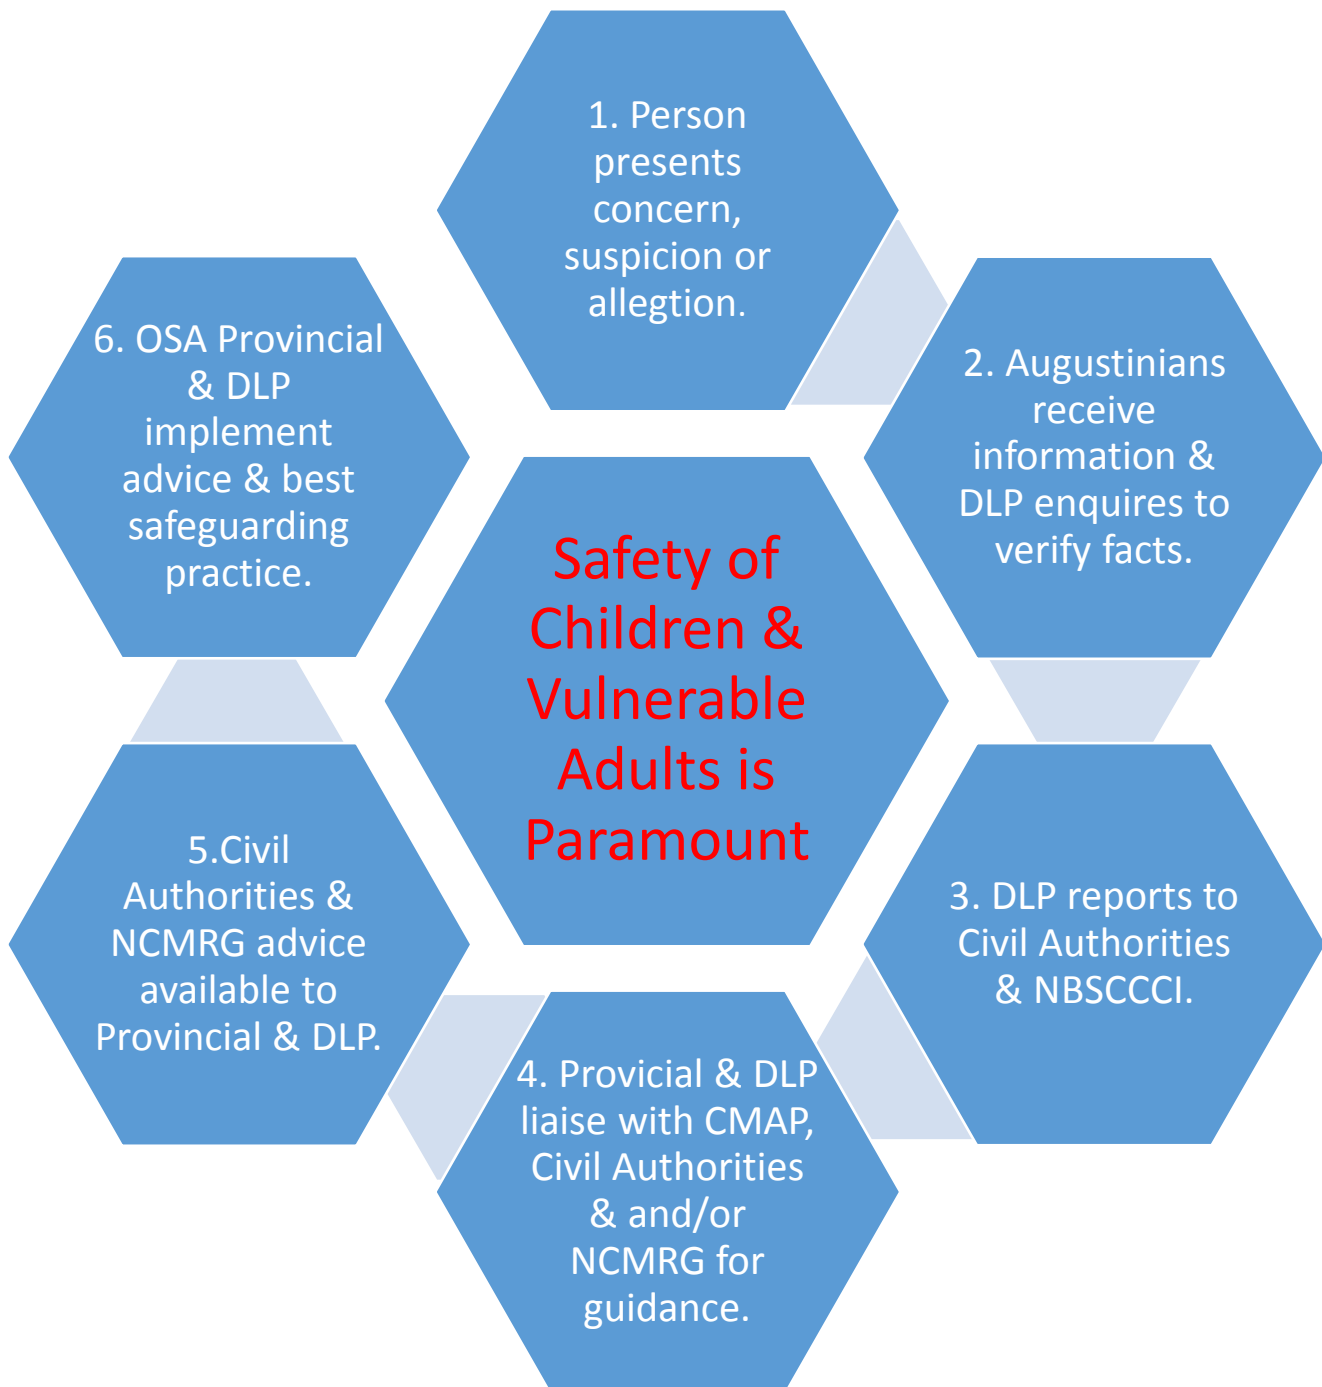 1. Person
presents
concern,
suspicion or
allegtion.
2. Augustinians
receive
information &
DLP enquires to
verify facts.
3. DLP reports to
Civil Authorities
& NBSCCCI.
4. Provicial & DLP
liaise with CMAP,
Civil Authorities
& and/or
NCMRG for
guidance.
5.Civil
Authorities &
NCMRG advice
available to
Provincial & DLP.
6. OSA Provincial
& DLP
implement
advice & best
safeguarding
practice.
Safety of
Children &
Vulnerable
Adults is
Paramount